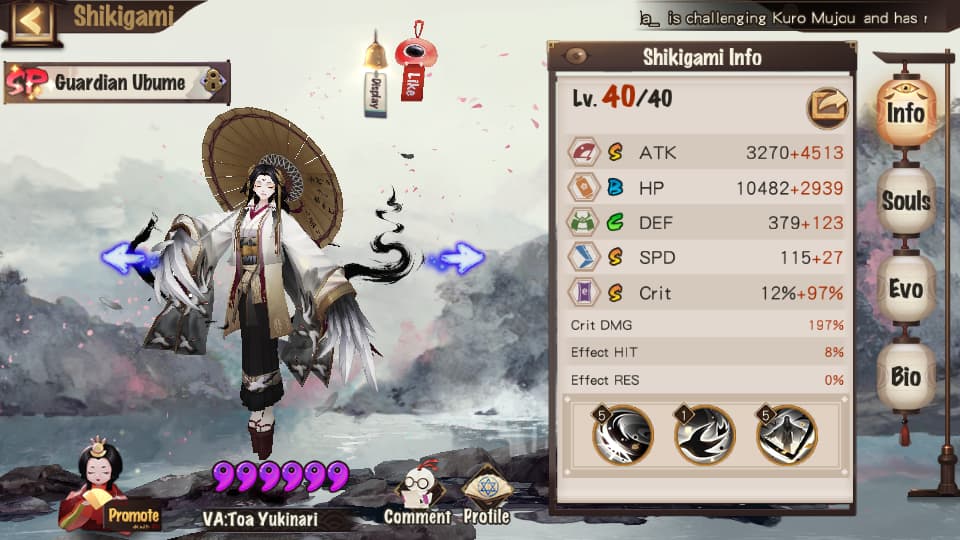 Shikigami
la_ is challenging Kuro Mujou and has
SP Guardian Ubume
Display
Like
Shikigami Info
Lv. 40/40
S ATK 3270+4513
B HP 10482+2939
C DEF 379+123
S SPD 115+27
S Crit 12%+97%
Crit DMG 197%
Effect HIT 8%
Effect RES 0%
5 1 5
Info
Souls
Evo
Bio
Promote
VA:Toa Yukinari
Comment
Profile